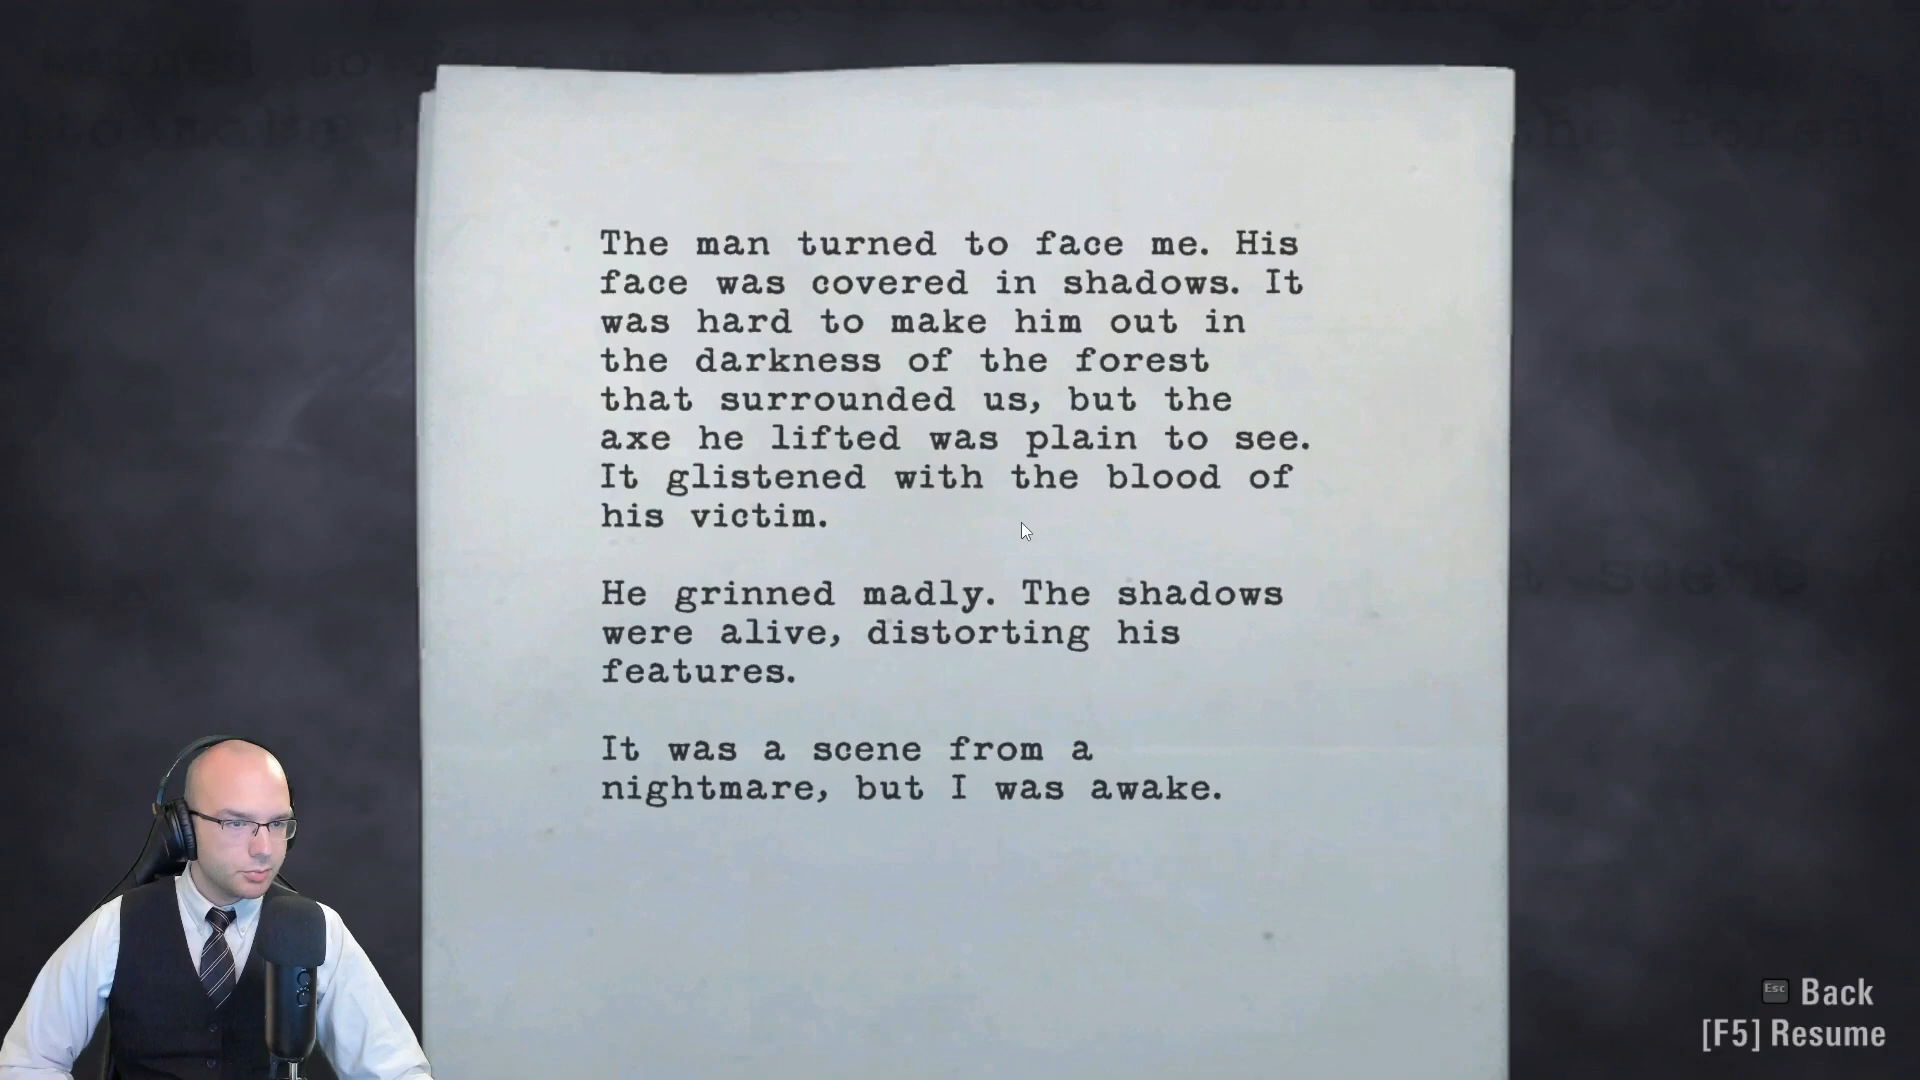 The man turned to face me. His
face was covered in shadows. It
was hard to make him out in
the darkness of the forest
that surrounded us, but the
axe he lifted was plain to see.
It glistened with the blood of
his victim.
He grinned madly. The shadows
were alive, distorting his
features.
It was a scene from a
nightmare, but I was awake.
Esc Back
[F5] Resume